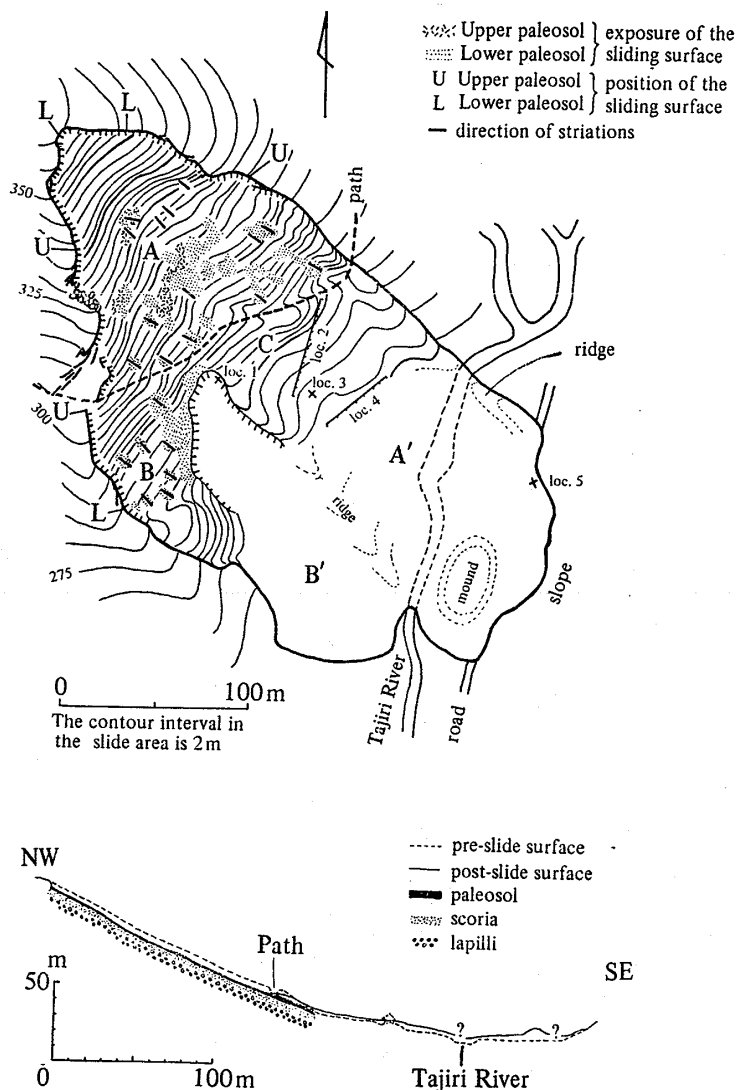 Upper paleosol } exposure of the
Lower paleosol } sliding surface
U Upper paleosol } position of the
L Lower paleosol } sliding surface
direction of striations
L
L
U
path
350
A
U
325
C
loc. 2
ridge
loc. 1
loc. 3
300
U
loc. 4
A′
B
loc. 5
ridge
L
B′
mound
275
slope
0 100 m
The contour interval in
the slide area is 2 m
Tajiri River
road
pre-slide surface
post-slide surface
paleosol
scoria
lapilli
NW
Path
SE
m
50
? ?
0 100 m
Tajiri River